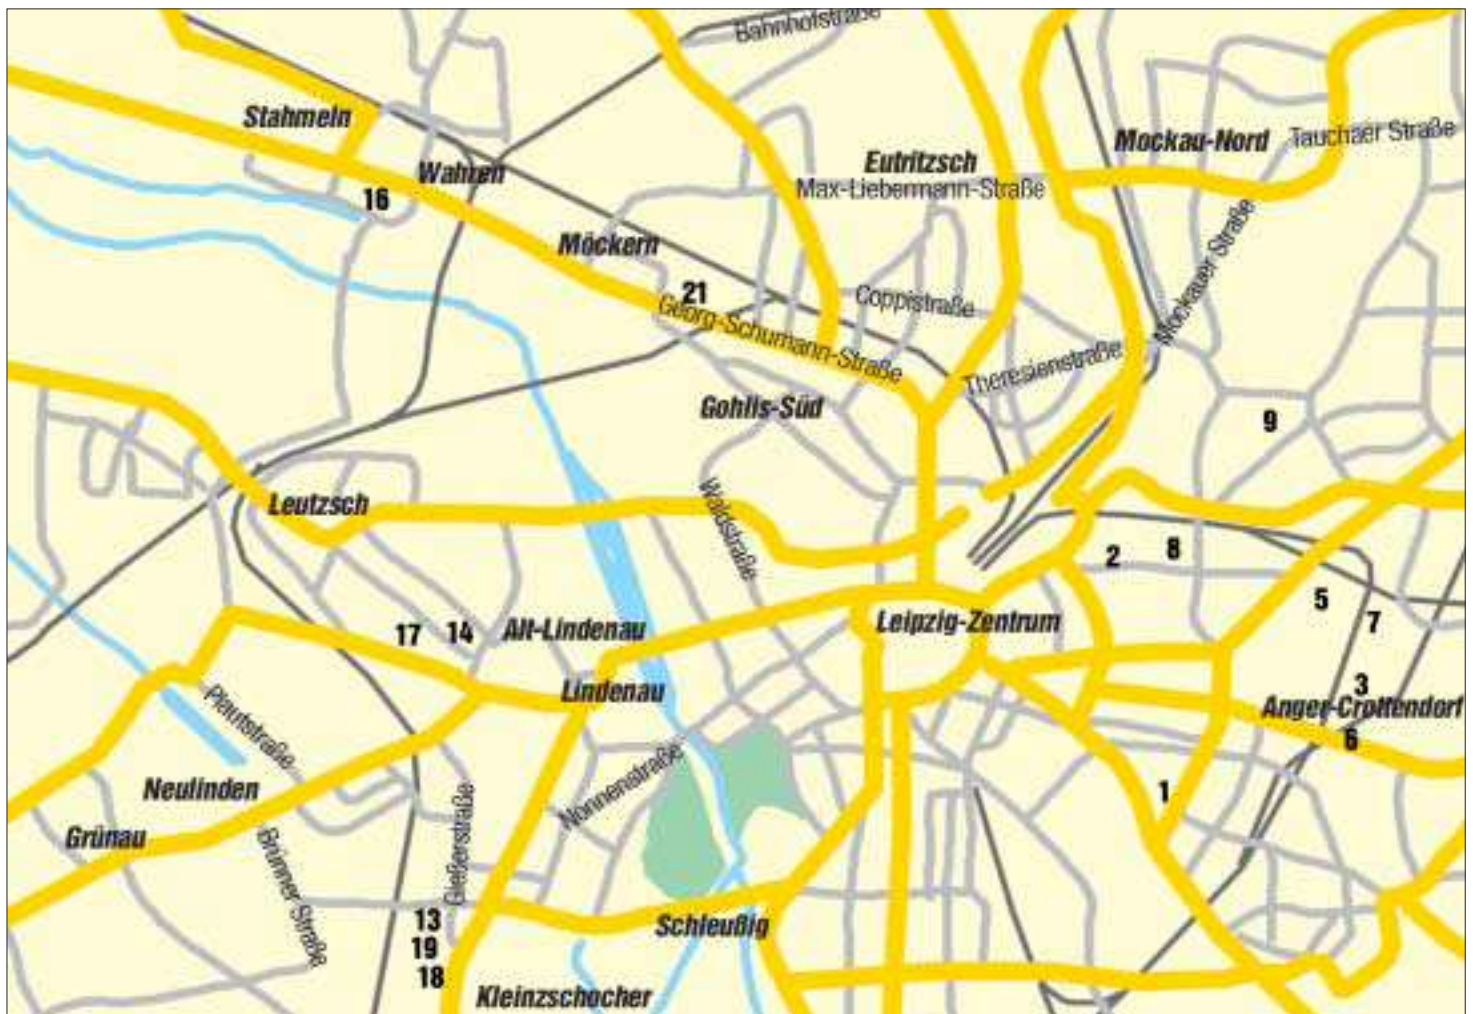 Bahnhofstraße
Stahmeln
Tauchaer Straße
Mockau-Nord
Eutritzsch
Wahren
Max-Liebermann-Straße
16
Möckern
Mockauer Straße
21
Coppistraße
Georg-Schumann-Straße
Theresienstraße
Gohlis-Süd
9
Leutzsch
Waldstraße
2
8
5
7
17
14
Alt-Lindenau
Leipzig-Zentrum
Lindenau
3
Anger-Crottendorf
6
Plautstraße
Nonnenstraße
Neulinden
1
Grünau
Gießerstraße
Brünner Straße
13
19
18
Schleußig
Kleinzschocher